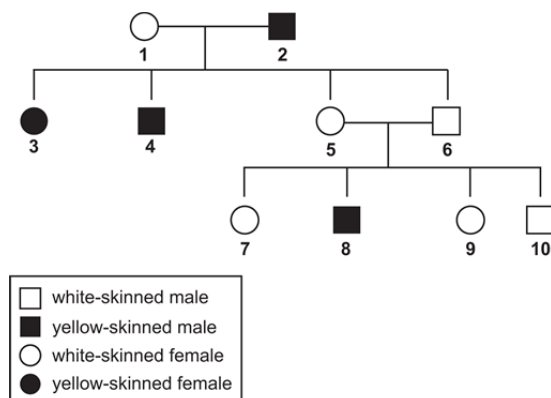 1 2
3 4 5 6
7 8 9 10
white-skinned male
yellow-skinned male
white-skinned female
yellow-skinned female